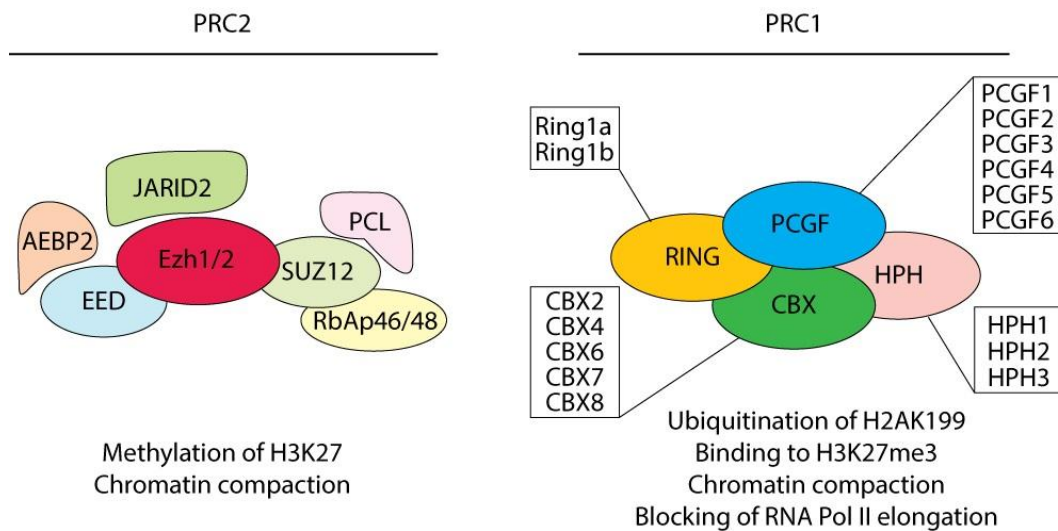 PRC2
JARID2
AEBP2
Ezh1/2
PCL
SUZ12
EED
RbAp46/48
Methylation of H3K27
Chromatin compaction
PRC1
Ring1a
Ring1b
PCGF1
PCGF2
PCGF3
PCGF4
PCGF5
PCGF6
PCGF
RING
HPH
CBX
CBX2
CBX4
CBX6
CBX7
CBX8
HPH1
HPH2
HPH3
Ubiquitination of H2AK199
Binding to H3K27me3
Chromatin compaction
Blocking of RNA Pol II elongation